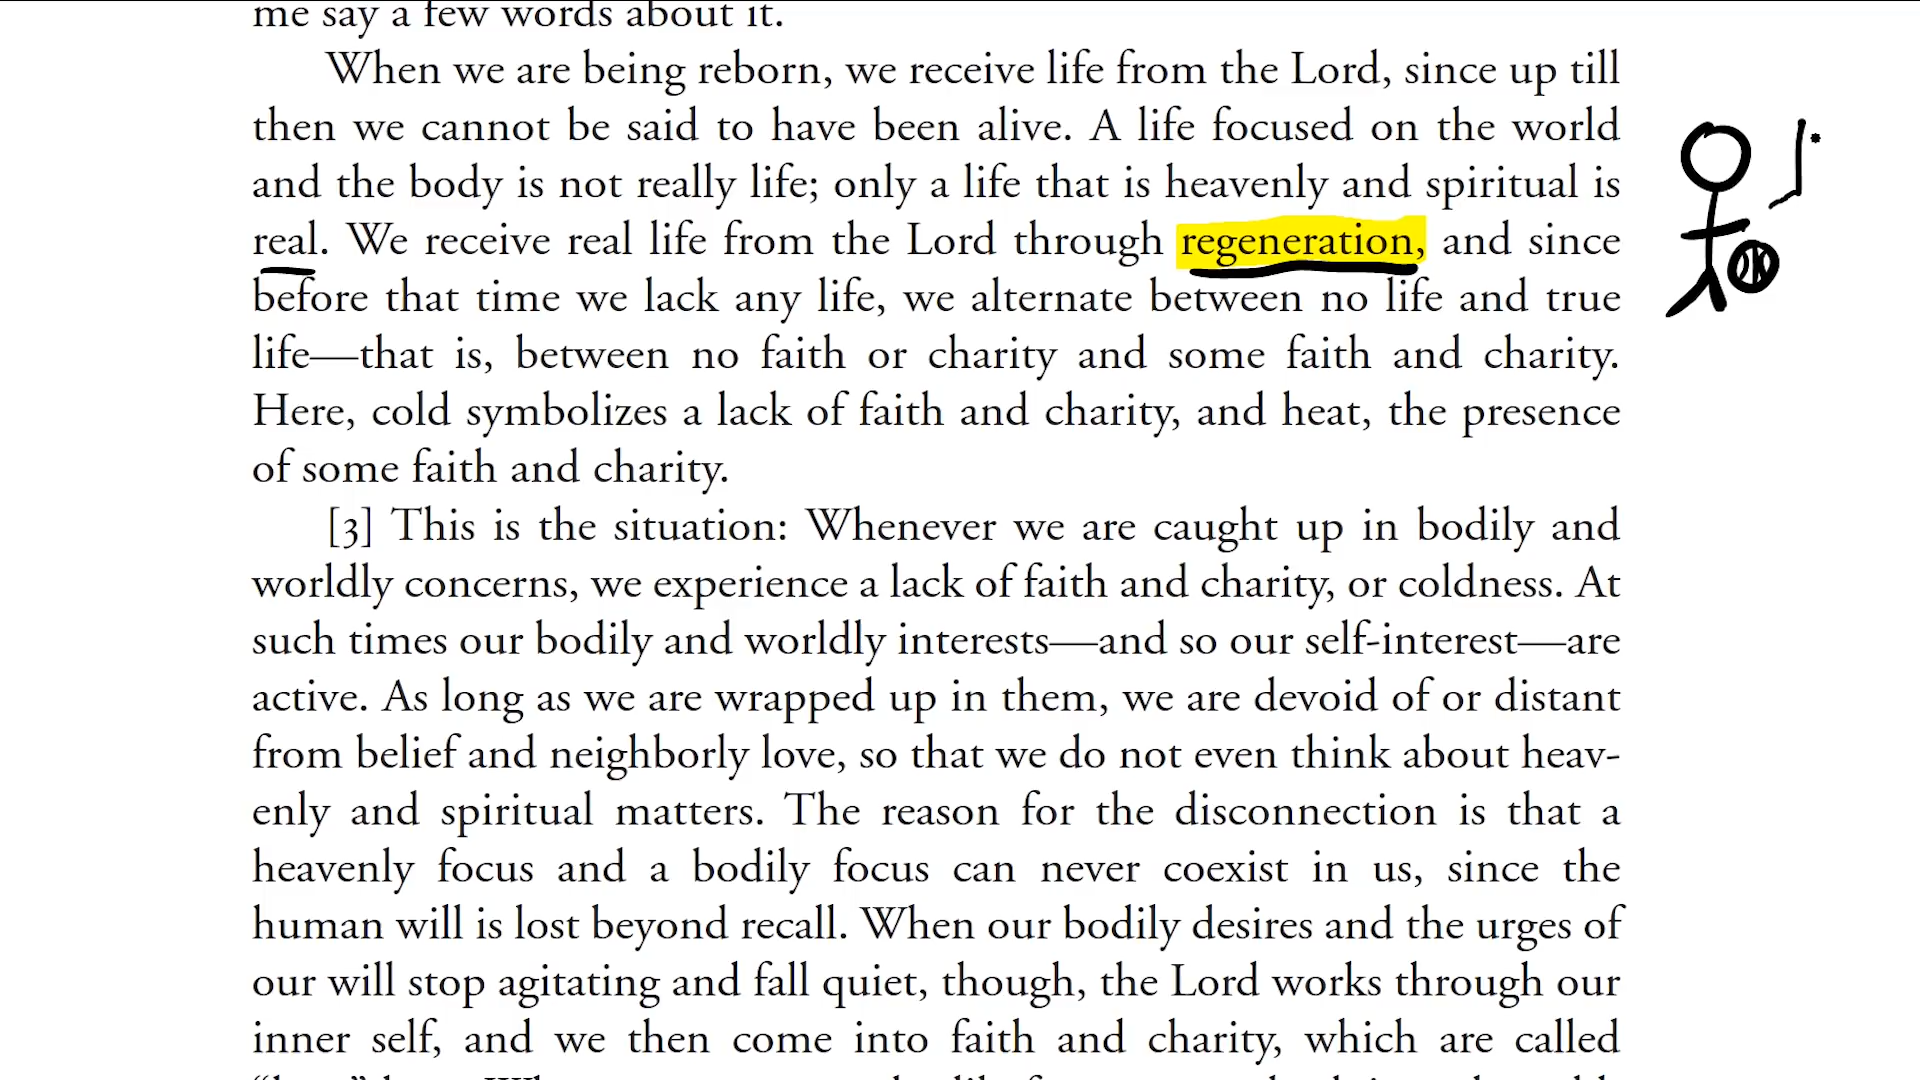 me say a few words about it.
When we are being reborn, we receive life from the Lord, since up till
then we cannot be said to have been alive. A life focused on the world
and the body is not really life; only a life that is heavenly and spiritual is
real. We receive real life from the Lord through regeneration, and since
before that time we lack any life, we alternate between no life and true
life—that is, between no faith or charity and some faith and charity.
Here, cold symbolizes a lack of faith and charity, and heat, the presence
of some faith and charity.
[3] This is the situation: Whenever we are caught up in bodily and
worldly concerns, we experience a lack of faith and charity, or coldness. At
such times our bodily and worldly interests—and so our self-interest—are
active. As long as we are wrapped up in them, we are devoid of or distant
from belief and neighborly love, so that we do not even think about heav-
enly and spiritual matters. The reason for the disconnection is that a
heavenly focus and a bodily focus can never coexist in us, since the
human will is lost beyond recall. When our bodily desires and the urges of
our will stop agitating and fall quiet, though, the Lord works through our
inner self, and we then come into faith and charity, which are called